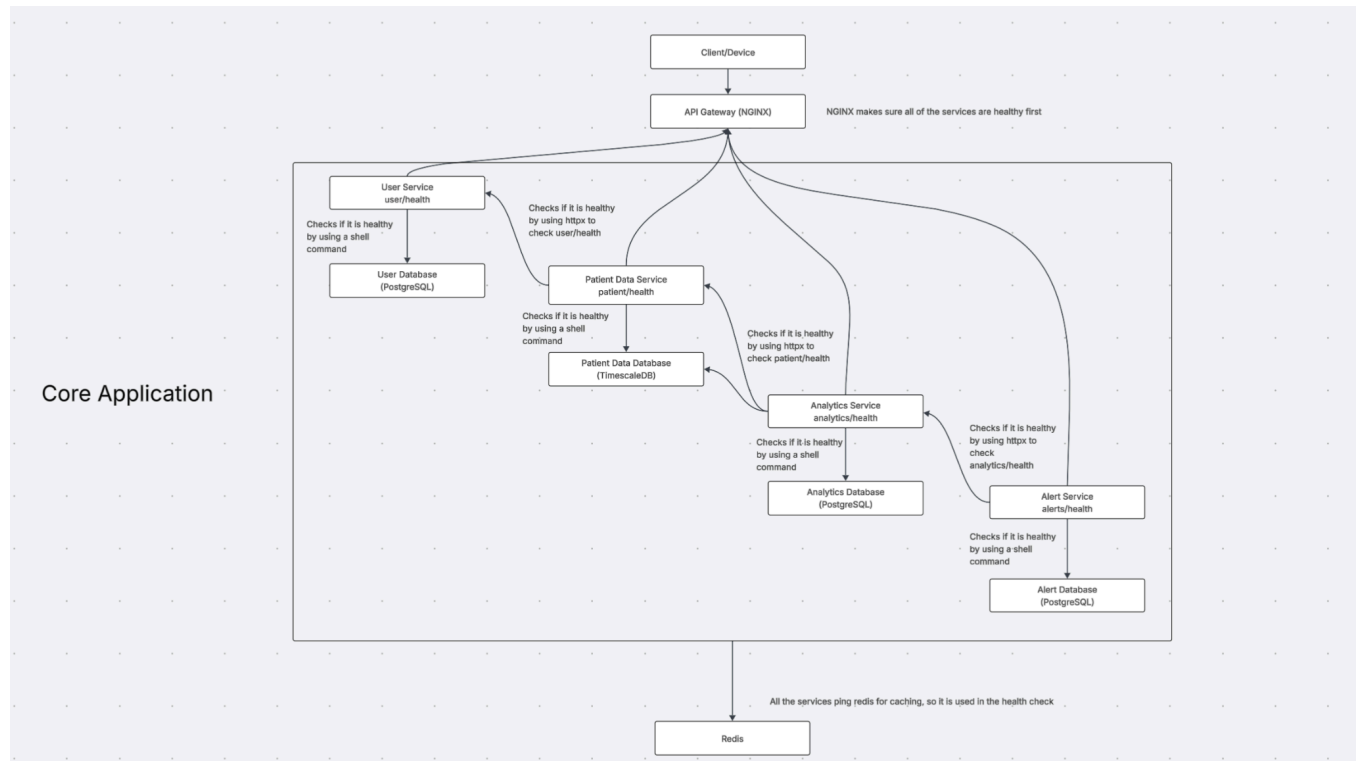 Client/Device
API Gateway (NGINX)
NGINX makes sure all of the services are healthy first
User Service
user/health
Checks if it is healthy
by using a shell
command
User Database
(PostgreSQL)
Checks if it is healthy
by using httpx to
check user/health
Patient Data Service
patient/health
Checks if it is healthy
by using a shell
command
Patient Data Database
(TimescaleDB)
Checks if it is healthy
by using httpx to
check patient/health
Core Application
Analytics Service
analytics/health
Checks if it is healthy
by using a shell
command
Analytics Database
(PostgreSQL)
Checks if it is healthy
by using httpx to
check
analytics/health
Alert Service
alerts/health
Checks if it is healthy
by using a shell
command
Alert Database
(PostgreSQL)
All the services ping redis for caching, so it is used in the health check
Redis